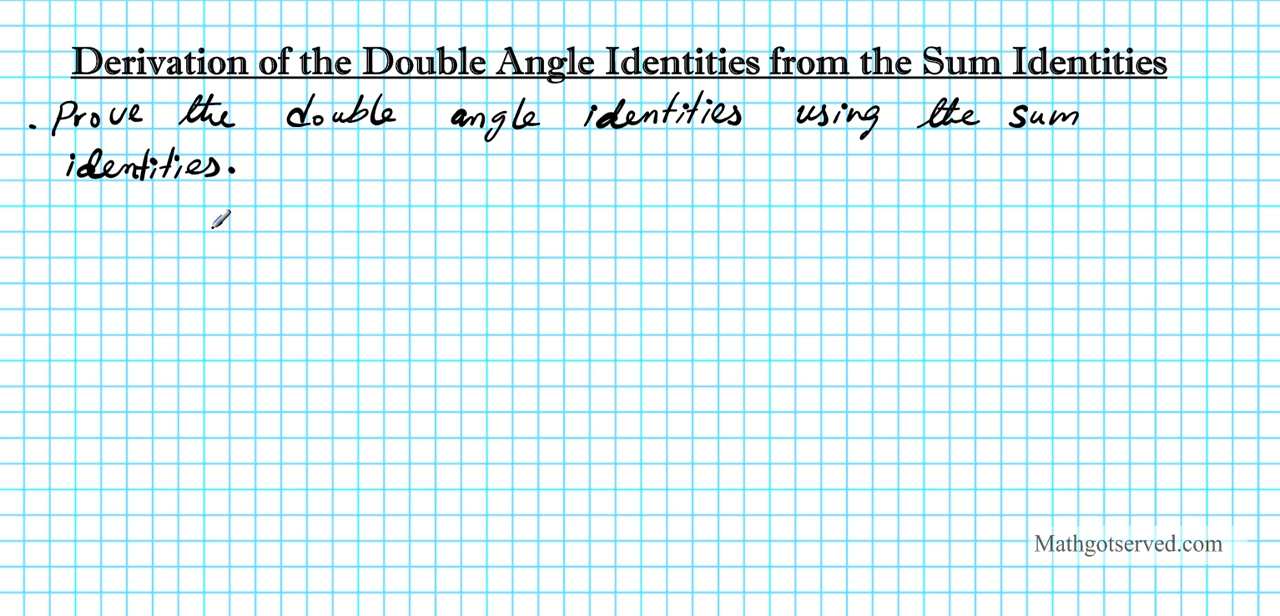 Derivation of the Double Angle Identities from the Sum Identities
. Prove the double angle identities using the sum
identities.
Mathgotserved.com